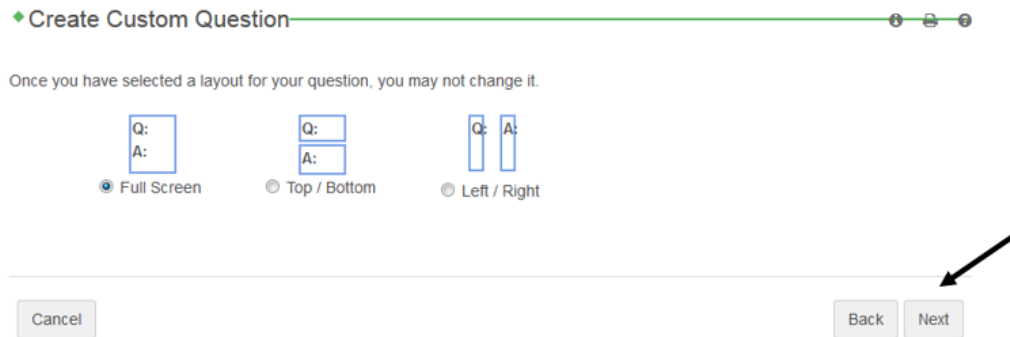 Create Custom Question
Once you have selected a layout for your question, you may not change it.
Q:
A:
Q:
A:
Q: A:
Full Screen
Top / Bottom
Left / Right
Cancel
Back
Next